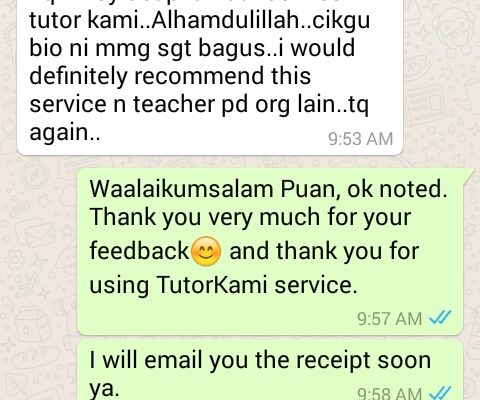 tutor kami..Alhamdulillah..cikgu
bio ni mmg sgt bagus..i would
definitely recommend this
service n teacher pd org lain..tq
again..
9:53 AM
Waalaikumsalam Puan, ok noted.
Thank you very much for your
feedback😊 and thank you for
using TutorKami service.
9:57 AM
I will email you the receipt soon
ya.
9:58 AM